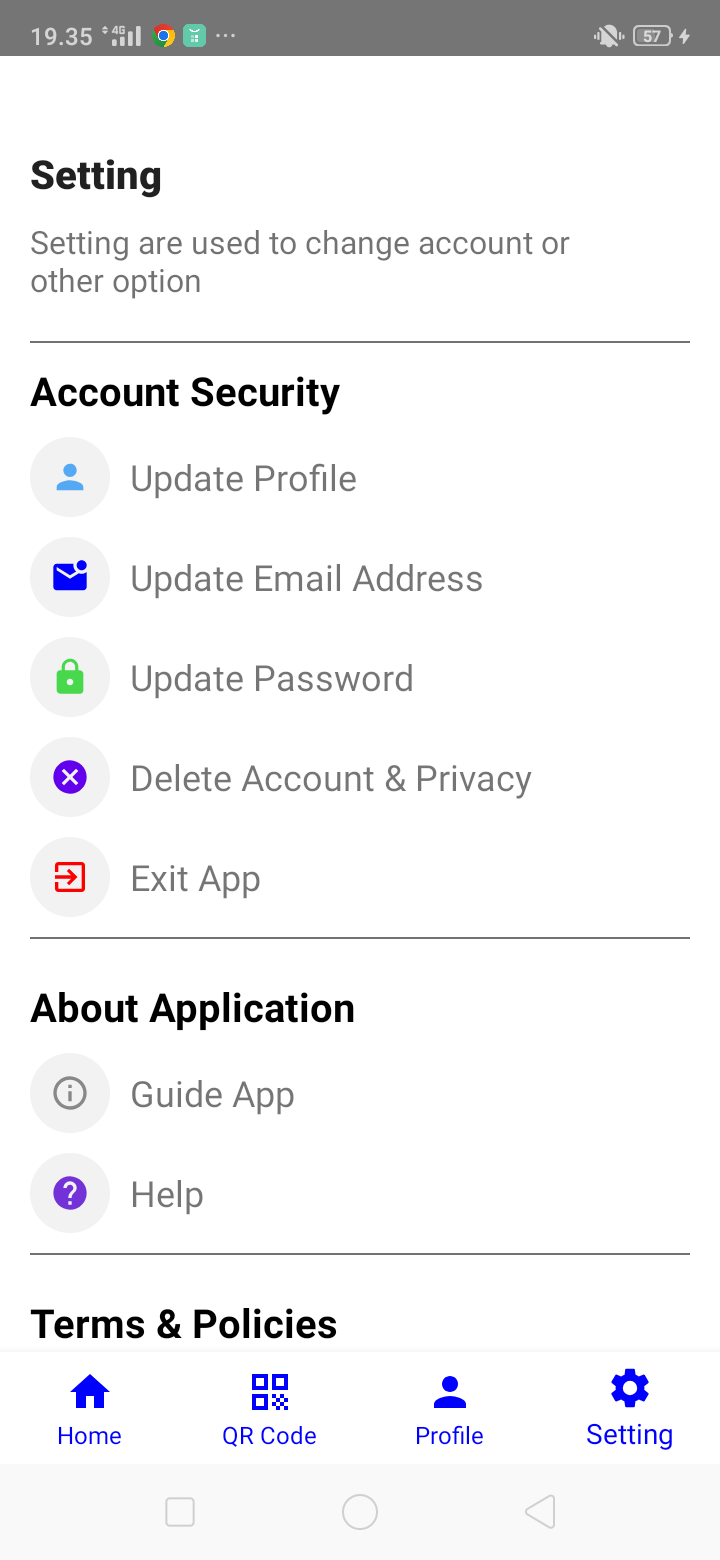 19.35 4G 57
Setting
Setting are used to change account or
other option
Account Security
Update Profile
Update Email Address
Update Password
Delete Account & Privacy
Exit App
About Application
Guide App
Help
Terms & Policies
Home QR Code Profile Setting